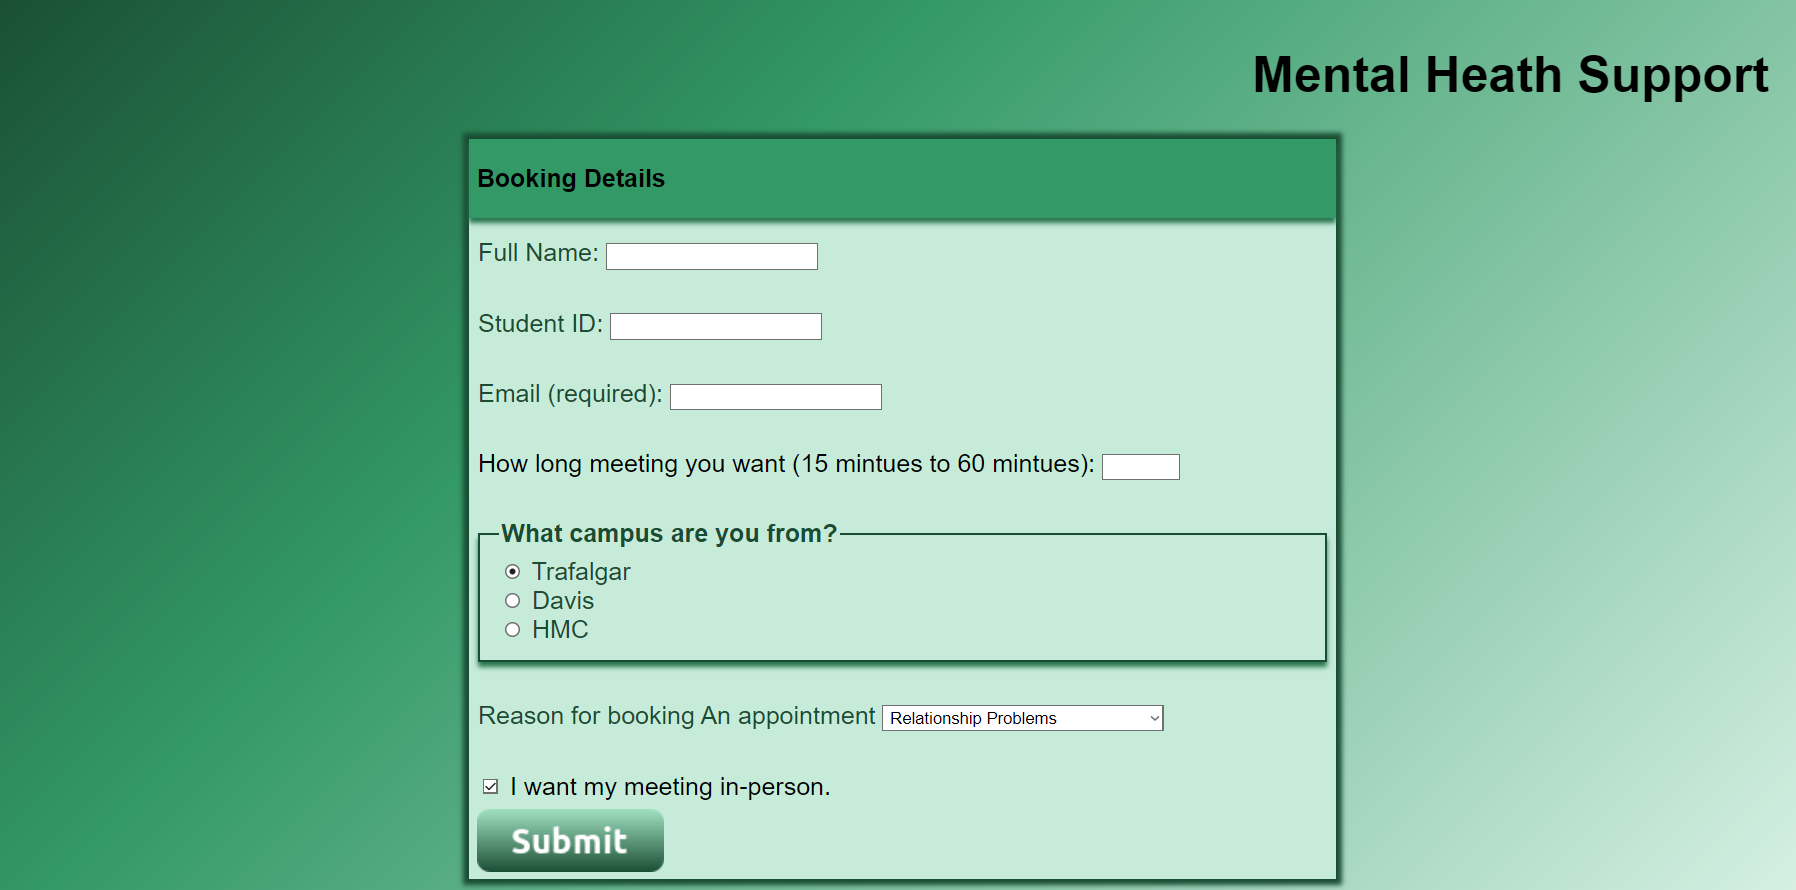 Mental Heath Support
Booking Details
Full Name:
Student ID:
Email (required):
How long meeting you want (15 mintues to 60 mintues):
What campus are you from?
Trafalgar
Davis
HMC
Reason for booking An appointment Relationship Problems
I want my meeting in-person.
Submit